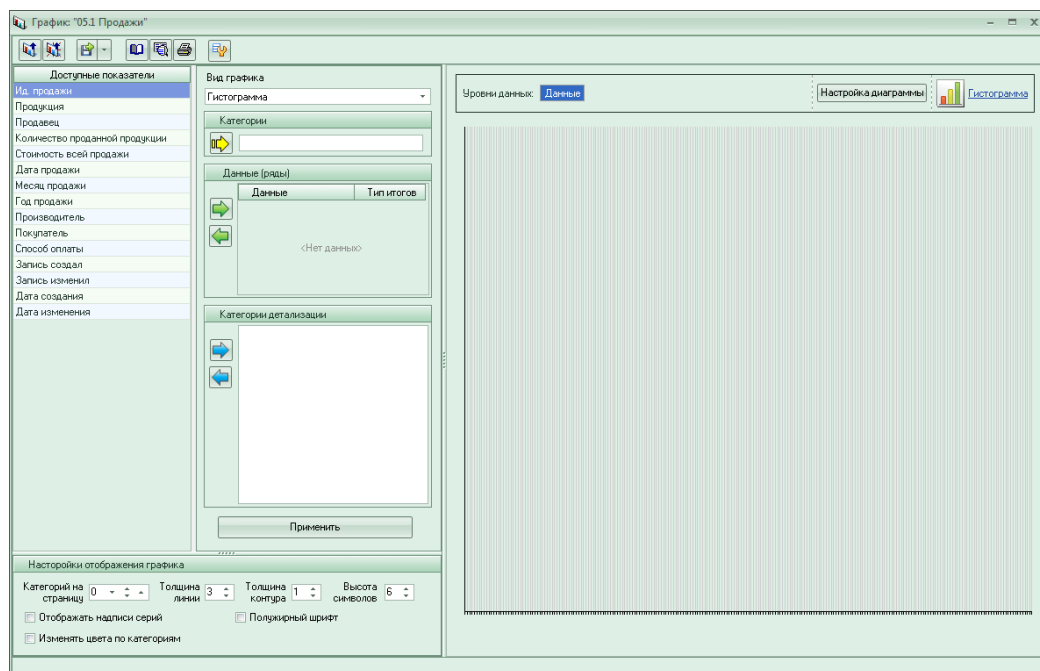 График: "05.1 Продажи"
Доступные показатели
Ид. продажи
Продукция
Продавец
Количество проданной продукции
Стоимость всей продажи
Дата продажи
Месяц продажи
Год продажи
Производитель
Покупатель
Способ оплаты
Запись создал
Запись изменил
Дата создания
Дата изменения
Вид графика
Гистограмма
Категории
Данные (ряды)
Данные Тип итогов
<Нет данных>
Категории детализации
Применить
Насторойки отображения графика
Категорий на страницу 0
Толщина линии 3
Толщина контура 1
Высота символов 6
Отображать надписи серий
Полужирный шрифт
Изменять цвета по категориям
Уровни данных: Данные
Настройка диаграммы
Гистограмма